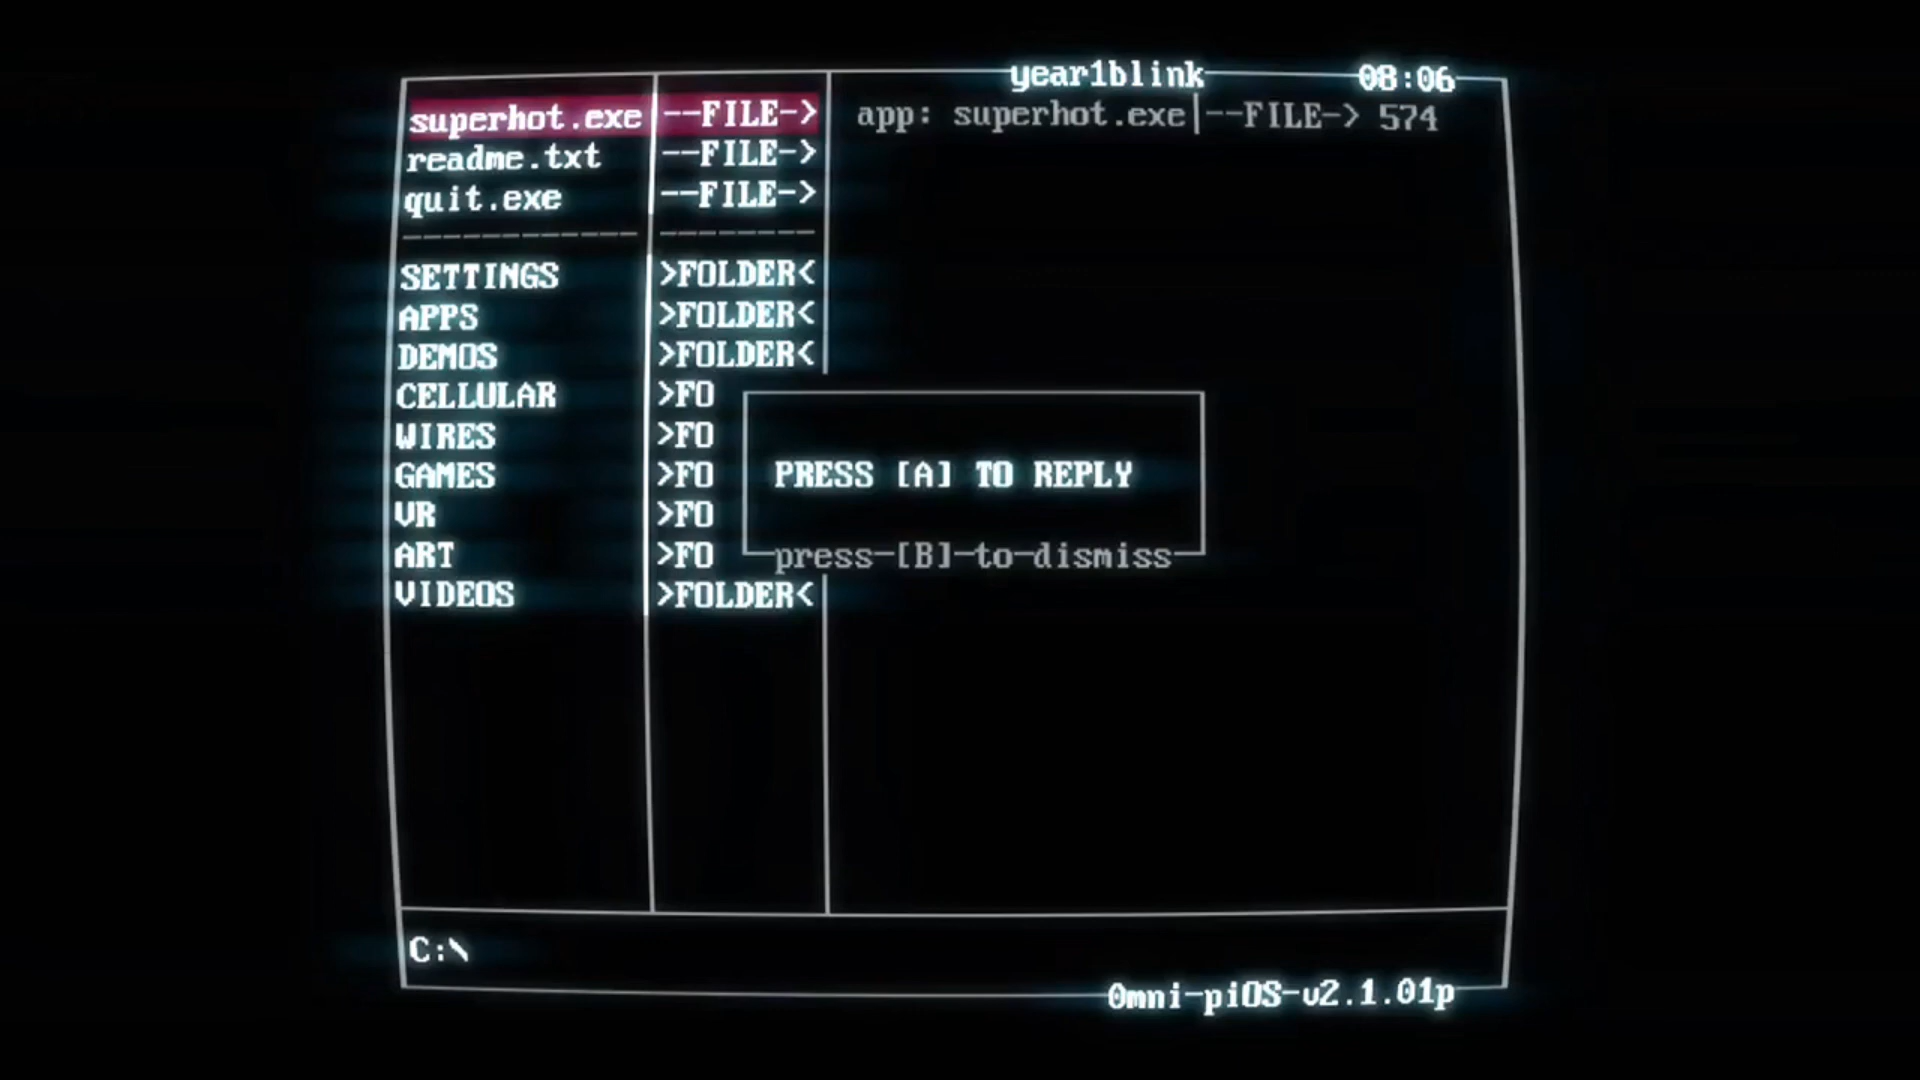 year1blink 08:06
superhot.exe --FILE-> app: superhot.exe|--FILE-> 574
readme.txt --FILE->
quit.exe --FILE->
SETTINGS >FOLDER<
APPS >FOLDER<
DEMOS >FOLDER<
CELLULAR >FO
WIRES >FO
GAMES >FO
PRESS [A] TO REPLY
VR >FO
ART >FO
press-[B]-to-dismiss
VIDEOS >FOLDER<
C:\
0mni-piOS-v2.1.01p